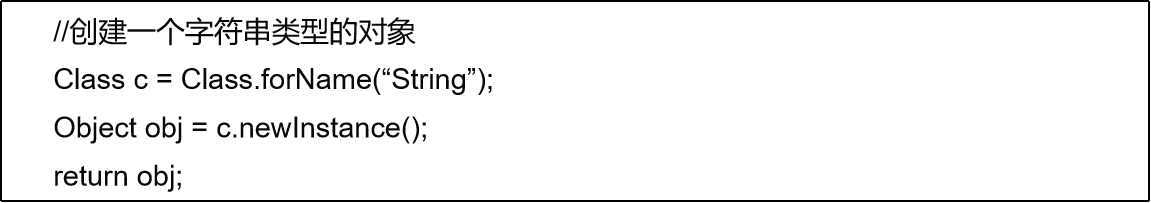 //创建一个字符串类型的对象
Class c = Class.forName(“String”);
Object obj = c.newInstance();
return obj;